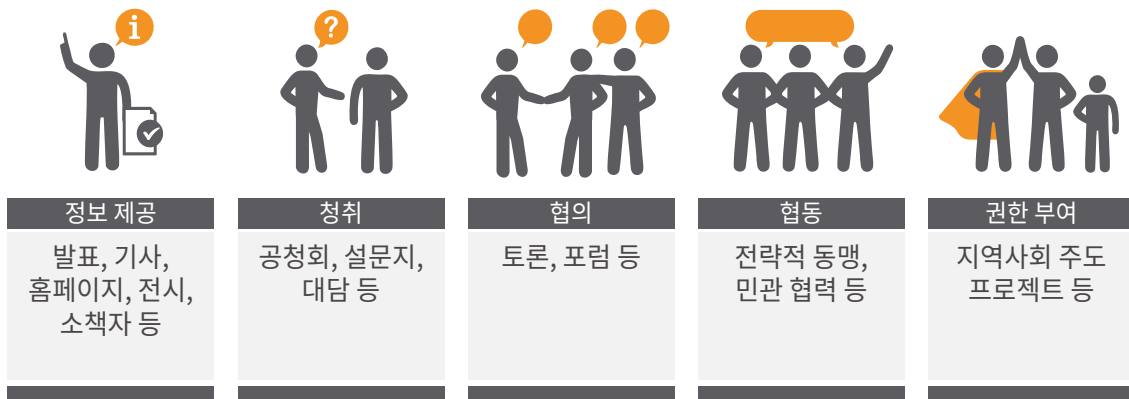 i
?
정보 제공
발표, 기사,
홈페이지, 전시,
소책자 등
청취
공청회, 설문지,
대담 등
협의
토론, 포럼 등
협동
전략적 동맹,
민관 협력 등
권한 부여
지역사회 주도
프로젝트 등